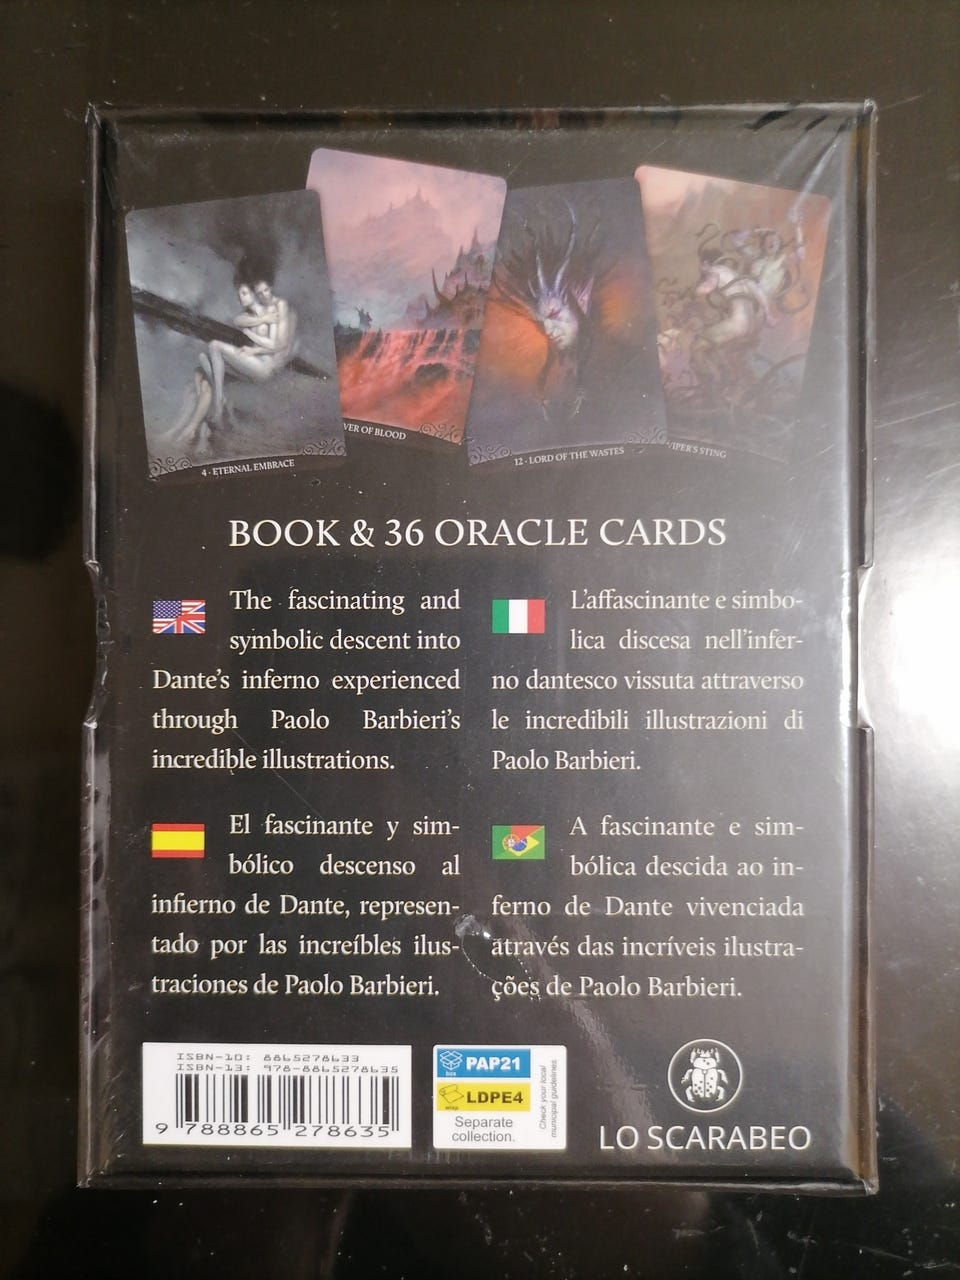 4 · ETERNAL EMBRACE
VER OF BLOOD
12 · LORD OF THE WASTES
VIPER'S STING
BOOK & 36 ORACLE CARDS
The fascinating and
symbolic descent into
Dante's inferno experienced
through Paolo Barbieri's
incredible illustrations.
L'affascinante e simbo-
lica discesa nell'infer-
no dantesco vissuta attraverso
le incredibili illustrazioni di
Paolo Barbieri.
El fascinante y sim-
bólico descenso al
infierno de Dante, represen-
tado por las increíbles ilus-
traciones de Paolo Barbieri.
A fascinante e sim-
bólica descida ao in-
ferno de Dante vivenciada
através das incríveis ilustra-
ções de Paolo Barbieri.
ISBN-10: 8865278633
ISBN-13: 978-8865278635
9 788865 278635
box
PAP21
wrap
LDPE4
Separate
collection.
Check your local
municipal guidelines.
LO SCARABEO